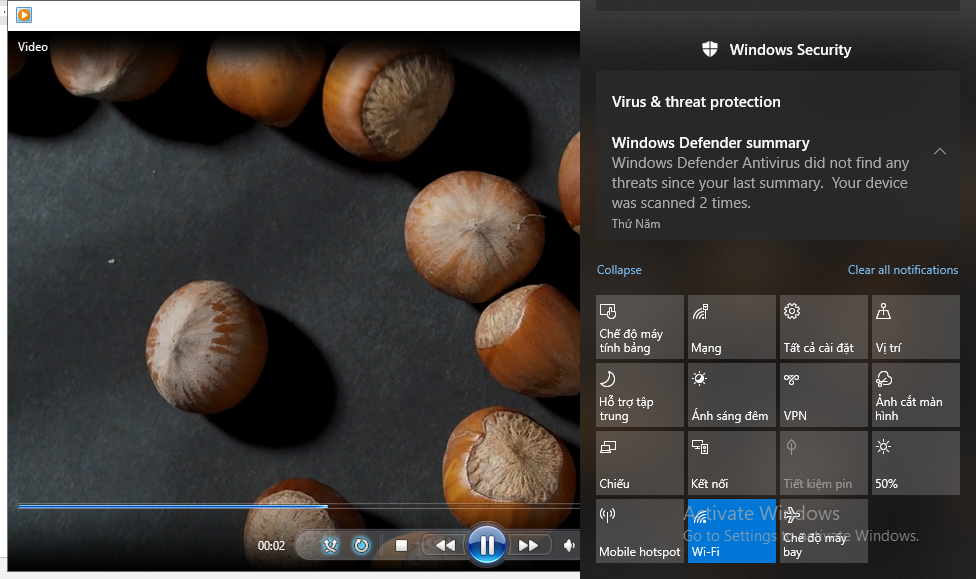 Video
00:02
Windows Security
Virus & threat protection
Windows Defender summary
Windows Defender Antivirus did not find any
threats since your last summary.  Your device
was scanned 2 times.
Thứ Năm
Collapse
Clear all notifications
Chế độ máy
tính bảng
Mạng
Tất cả cài đặt
Vị trí
Hỗ trợ tập
trung
Ánh sáng đêm
VPN
Ảnh cắt màn
hình
Chiếu
Kết nối
Tiết kiệm pin
50%
Mobile hotspot
Wi-Fi
Chế độ máy
bay
Activate Windows
Go to Settings to activate Windows.